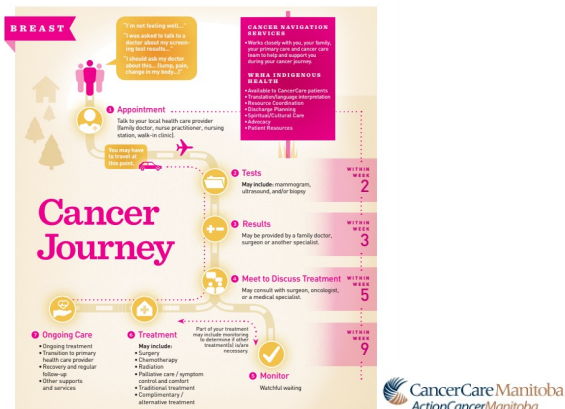 BREAST
"I'm not feeling well..."
"I was asked to talk to a
doctor about my screen-
ing test results..."
"I should ask my doctor
about this... (lump, pain,
change in my body...)"
CANCER NAVIGATION
SERVICES
•Works closely with you, your family,
your primary care and cancer care
team to help and support you
during your cancer journey.
WRHA INDIGENOUS
HEALTH
•Available to CancerCare patients
•Translation/language interpretation
•Resource Coordination
•Discharge Planning
•Spiritual/Cultural Care
•Advocacy
•Patient Resources
1 Appointment
Talk to your local health care provider
(family doctor, nurse practitioner, nursing
station, walk-in clinic).
You may have
to travel at
this point.
2 Tests
May include: mammogram,
ultrasound, and/or biopsy
WITHIN
WEEK
2
Cancer
Journey
3 Results
May be provided by a family doctor,
surgeon or another specialist.
WITHIN
WEEK
3
4 Meet to Discuss Treatment
May consult with surgeon, oncologist,
or a medical specialist.
WITHIN
WEEK
5
Part of your treatment
may include monitoring
to determine if other
treatment(s) is/are
necessary.
WITHIN
WEEK
9
5 Monitor
Watchful waiting
6 Treatment
May include:
• Surgery
• Chemotherapy
• Radiation
• Palliative care / symptom
control and comfort
• Traditional treatment
• Complimentary /
alternative treatment
7 Ongoing Care
• Ongoing treatment
• Transition to primary
health care provider
• Recovery and regular
follow-up
• Other supports
and services
CancerCare Manitoba
ActionCancerManitoba